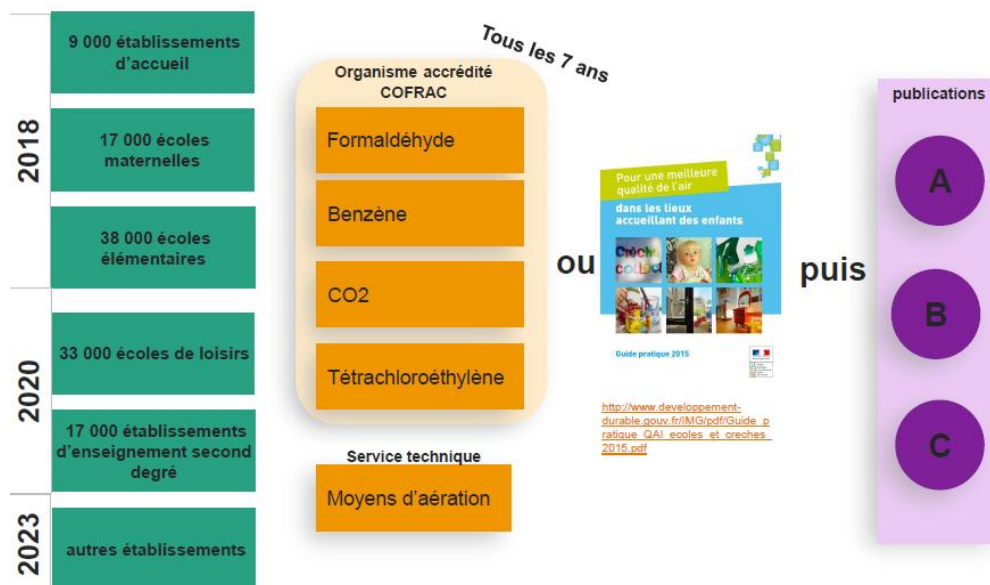 2018
9 000 établissements
d'accueil
17 000 écoles
maternelles
38 000 écoles
élémentaires
2020
33 000 écoles de loisirs
17 000 établissements
d'enseignement second
degré
2023
autres établissements
Tous les 7 ans
Organisme accrédité
COFRAC
Formaldéhyde
Benzène
CO2
Tétrachloroéthylène
Service technique
Moyens d'aération
ou
Pour une meilleure
qualité de l'air
dans les lieux
accueillant des enfants
Guide pratique 2015
http://www.developpement-
durable.gouv.fr/IMG/pdf/Guide_p
ratique_QAI_ecoles_et_creches_
2015.pdf
puis
publications
A
B
C